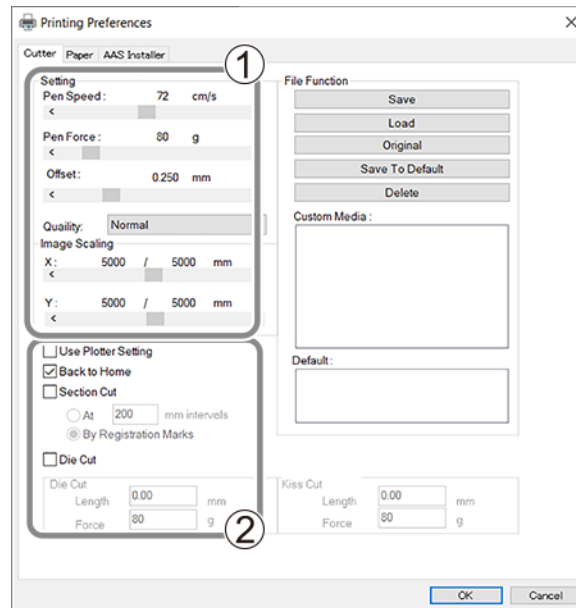 Printing Preferences
Cutter Paper AAS Installer
①
Setting
Pen Speed : 72 cm/s
<
Pen Force : 80 g
<
Offset : 0.250 mm
<
Quaility: Normal
Image Scaling
X : 5000 / 5000 mm
<
Y : 5000 / 5000 mm
<
Use Plotter Setting
Back to Home
Section Cut
At 200 mm intervals
By Registration Marks
Die Cut
Die Cut
Length 0.00 mm
Force 80 g
②
File Function
Save
Load
Original
Save To Default
Delete
Custom Media :
Default :
Kiss Cut
Length 0.00 mm
Force 80 g
OK Cancel